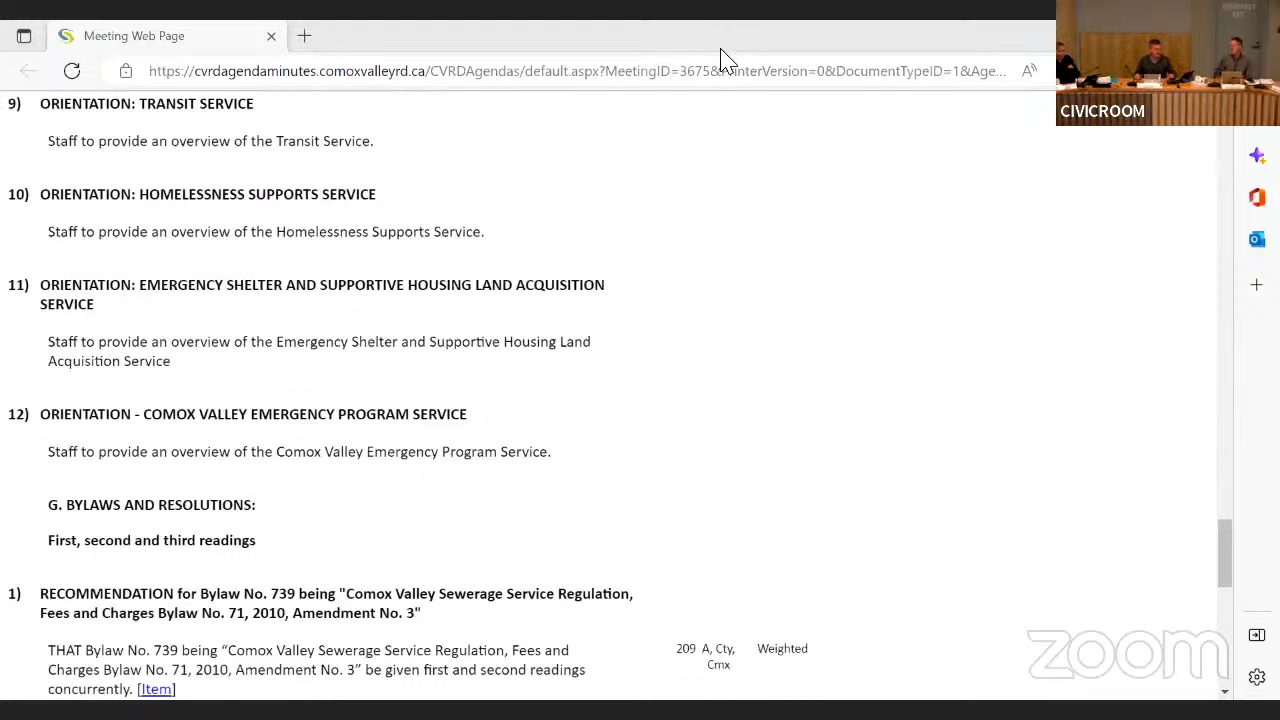 Meeting Web Page
https://cvrdagendaminutes.comoxvalleyrd.ca/CVRDAgendas/default.aspx?MeetingID=3675& interVersion=0&DocumentTypeID=1&Age...
CIVICROOM
9) ORIENTATION: TRANSIT SERVICE
Staff to provide an overview of the Transit Service.
10) ORIENTATION: HOMELESSNESS SUPPORTS SERVICE
Staff to provide an overview of the Homelessness Supports Service.
11) ORIENTATION: EMERGENCY SHELTER AND SUPPORTIVE HOUSING LAND ACQUISITION
SERVICE
Staff to provide an overview of the Emergency Shelter and Supportive Housing Land
Acquisition Service
12) ORIENTATION - COMOX VALLEY EMERGENCY PROGRAM SERVICE
Staff to provide an overview of the Comox Valley Emergency Program Service.
G. BYLAWS AND RESOLUTIONS:
First, second and third readings
1) RECOMMENDATION for Bylaw No. 739 being "Comox Valley Sewerage Service Regulation,
Fees and Charges Bylaw No. 71, 2010, Amendment No. 3"
THAT Bylaw No. 739 being “Comox Valley Sewerage Service Regulation, Fees and
Charges Bylaw No. 71, 2010, Amendment No. 3” be given first and second readings
concurrently. [Item]
209 A, Cty, Weighted
Cmx
zoom